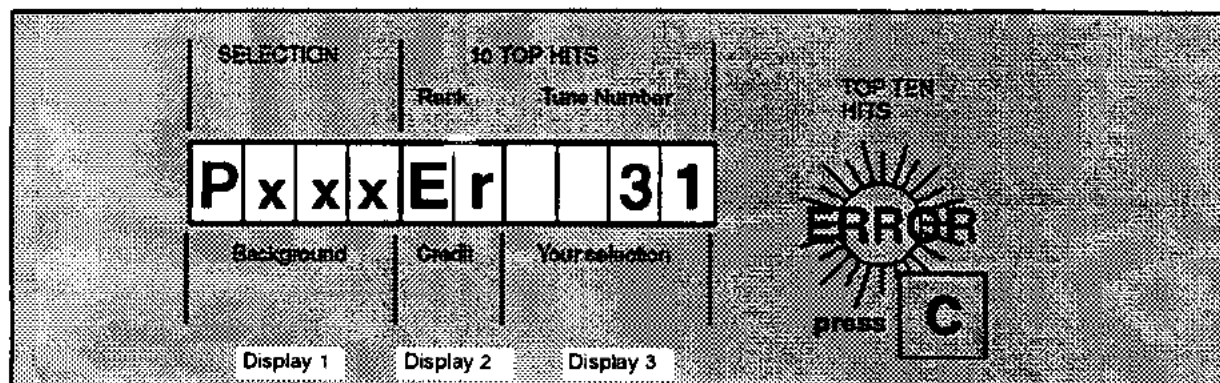 SELECTION 10 TOP HITS
Rank Tune Number
TOP TEN
HITS
P x x x E r 3 1
ERROR
Background Credit Your selection
press C
Display 1 Display 2 Display 3